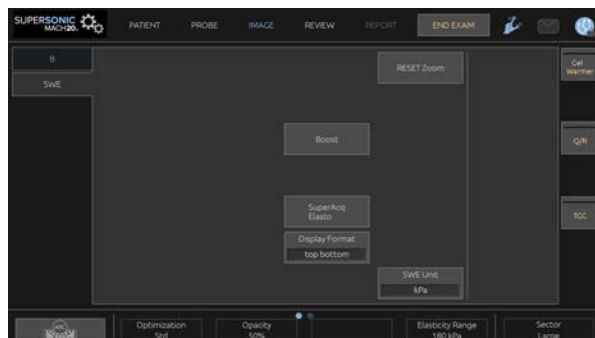 SUPERSONIC
MACH20.
PATIENT
PROBE
IMAGE
REVIEW
REPORT
END EXAM
B
SWE
RESET Zoom
Gel
Warmer
Boost
Q/R
SuperAcq
Elasto
TGC
Display Format
top bottom
SWE Unit
kPa
Optimization
Std
Opacity
50%
Elasticity Range
180 kPa
Sector
Large